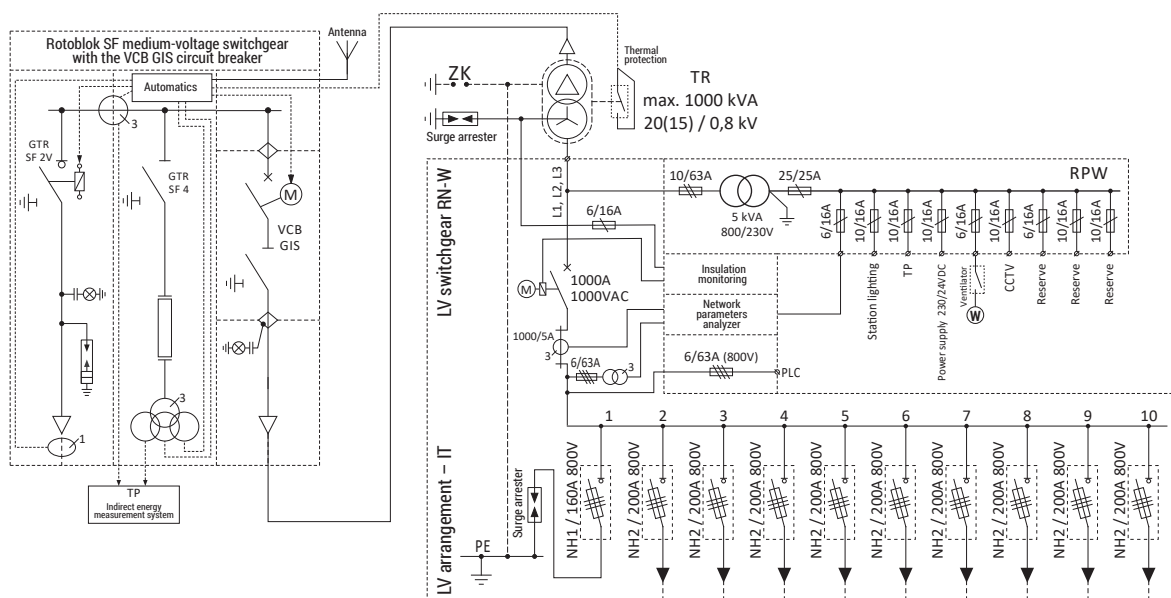 Rotoblok SF medium-voltage switchgear
with the VCB GIS circuit breaker
Antenna
Automatics
3
GTR
SF 2V
GTR
SF 4
M
VCB
GIS
3
1
TP
Indirect energy
measurement system
ZK
Surge arrester
Thermal
protection
TR
max. 1000 kVA
20(15) / 0,8 kV
LV switchgear RN-W
L1, L2, L3
10/63A
5 kVA
800/230V
25/25A
RPW
6/16A
10/16A
10/16A
10/16A
6/16A
10/16A
6/16A
10/16A
10/16A
Station lighting
TP
Power supply 230/24VDC
Ventilator
W
CCTV
Reserve
Reserve
Reserve
6/16A
Insulation
monitoring
M
1000A
1000VAC
Network
parameters
analyzer
1000/5A
3
6/63A
3
6/63A (800V)
PLC
LV arrangement – IT
Surge arrester
PE
1
2
3
4
5
6
7
8
9
10
NH1 / 160A 800V
NH2 / 200A 800V
NH2 / 200A 800V
NH2 / 200A 800V
NH2 / 200A 800V
NH2 / 200A 800V
NH2 / 200A 800V
NH2 / 200A 800V
NH2 / 200A 800V
NH2 / 200A 800V